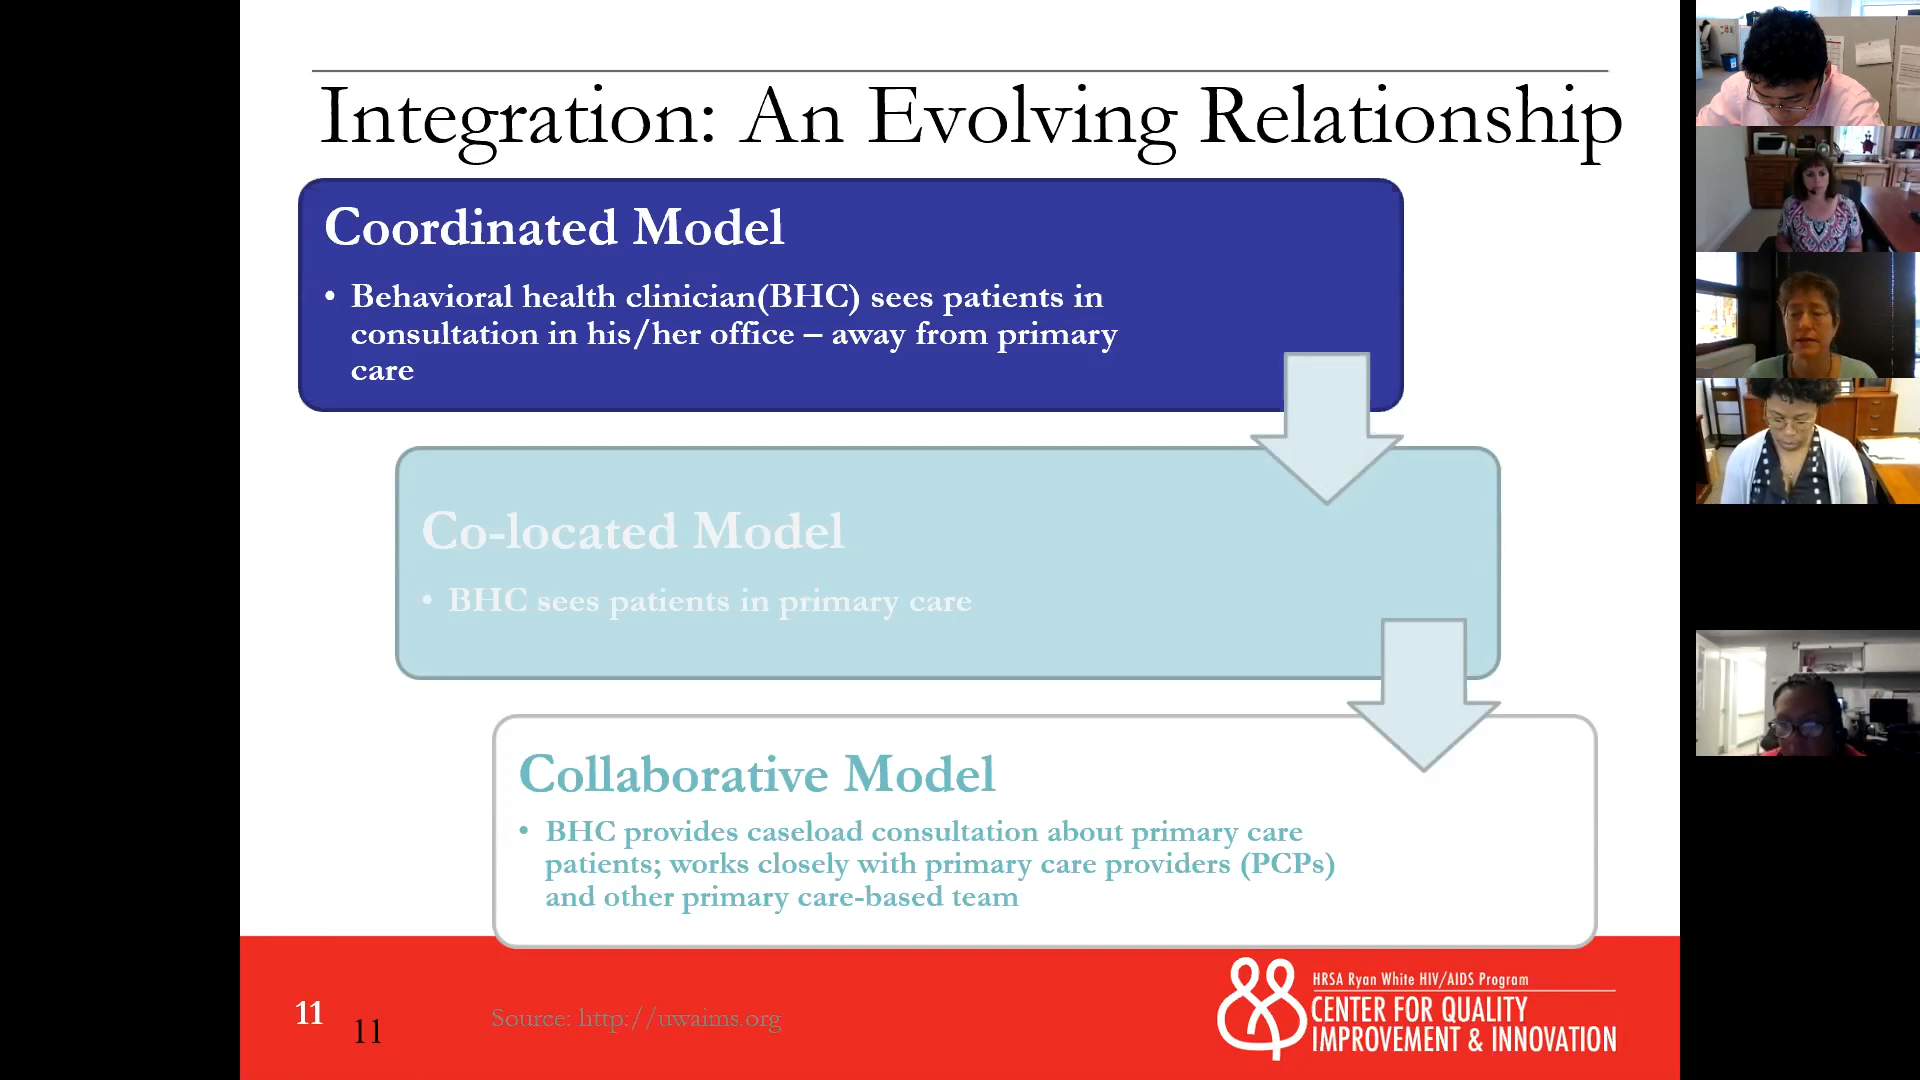 Integration: An Evolving Relationship
Coordinated Model
• Behavioral health clinician(BHC) sees patients in
consultation in his/her office – away from primary
care
Co-located Model
• BHC sees patients in primary care
Collaborative Model
• BHC provides caseload consultation about primary care
patients; works closely with primary care providers (PCPs)
and other primary care-based team
11
11
Source: http://uwaims.org
HRSA Ryan White HIV/AIDS Program
CENTER FOR QUALITY
IMPROVEMENT & INNOVATION